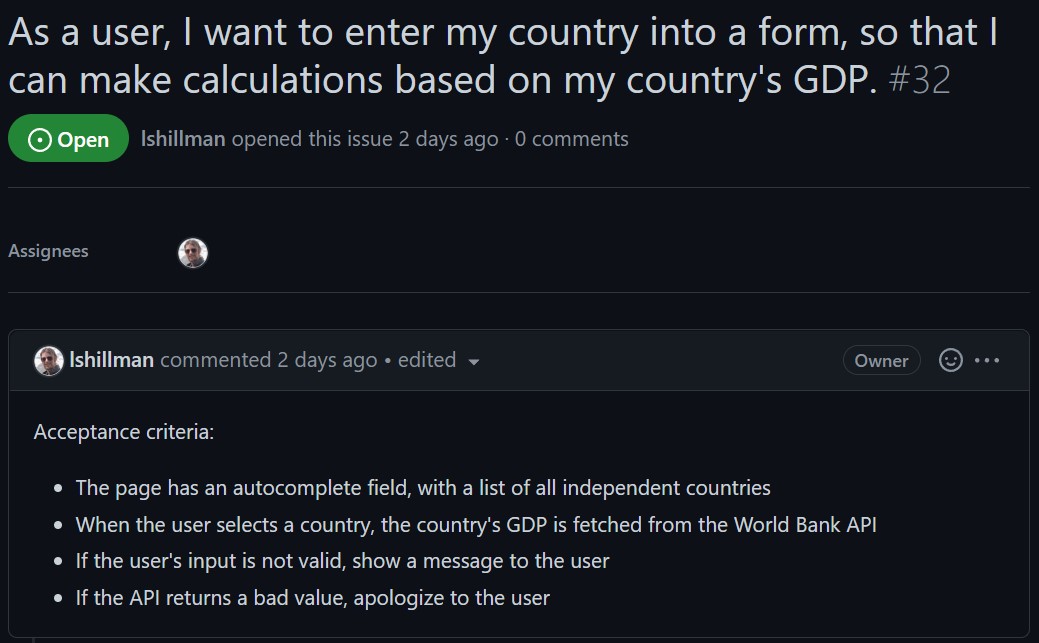 As a user, I want to enter my country into a form, so that I
can make calculations based on my country's GDP. #32
Open lshillman opened this issue 2 days ago · 0 comments
Assignees
lshillman commented 2 days ago • edited
Owner
Acceptance criteria:
• The page has an autocomplete field, with a list of all independent countries
• When the user selects a country, the country's GDP is fetched from the World Bank API
• If the user's input is not valid, show a message to the user
• If the API returns a bad value, apologize to the user